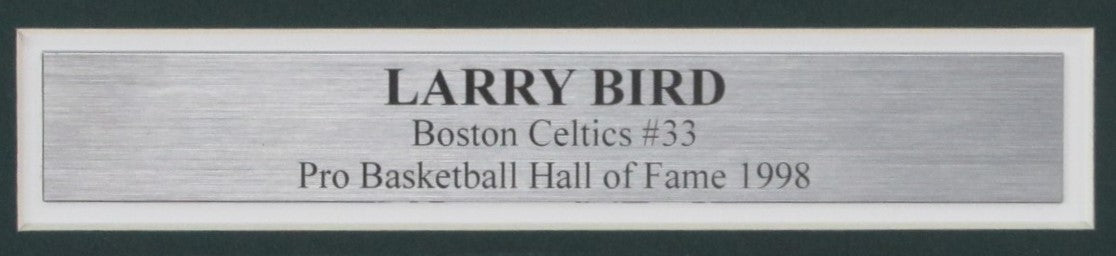 LARRY BIRD
Boston Celtics #33
Pro Basketball Hall of Fame 1998